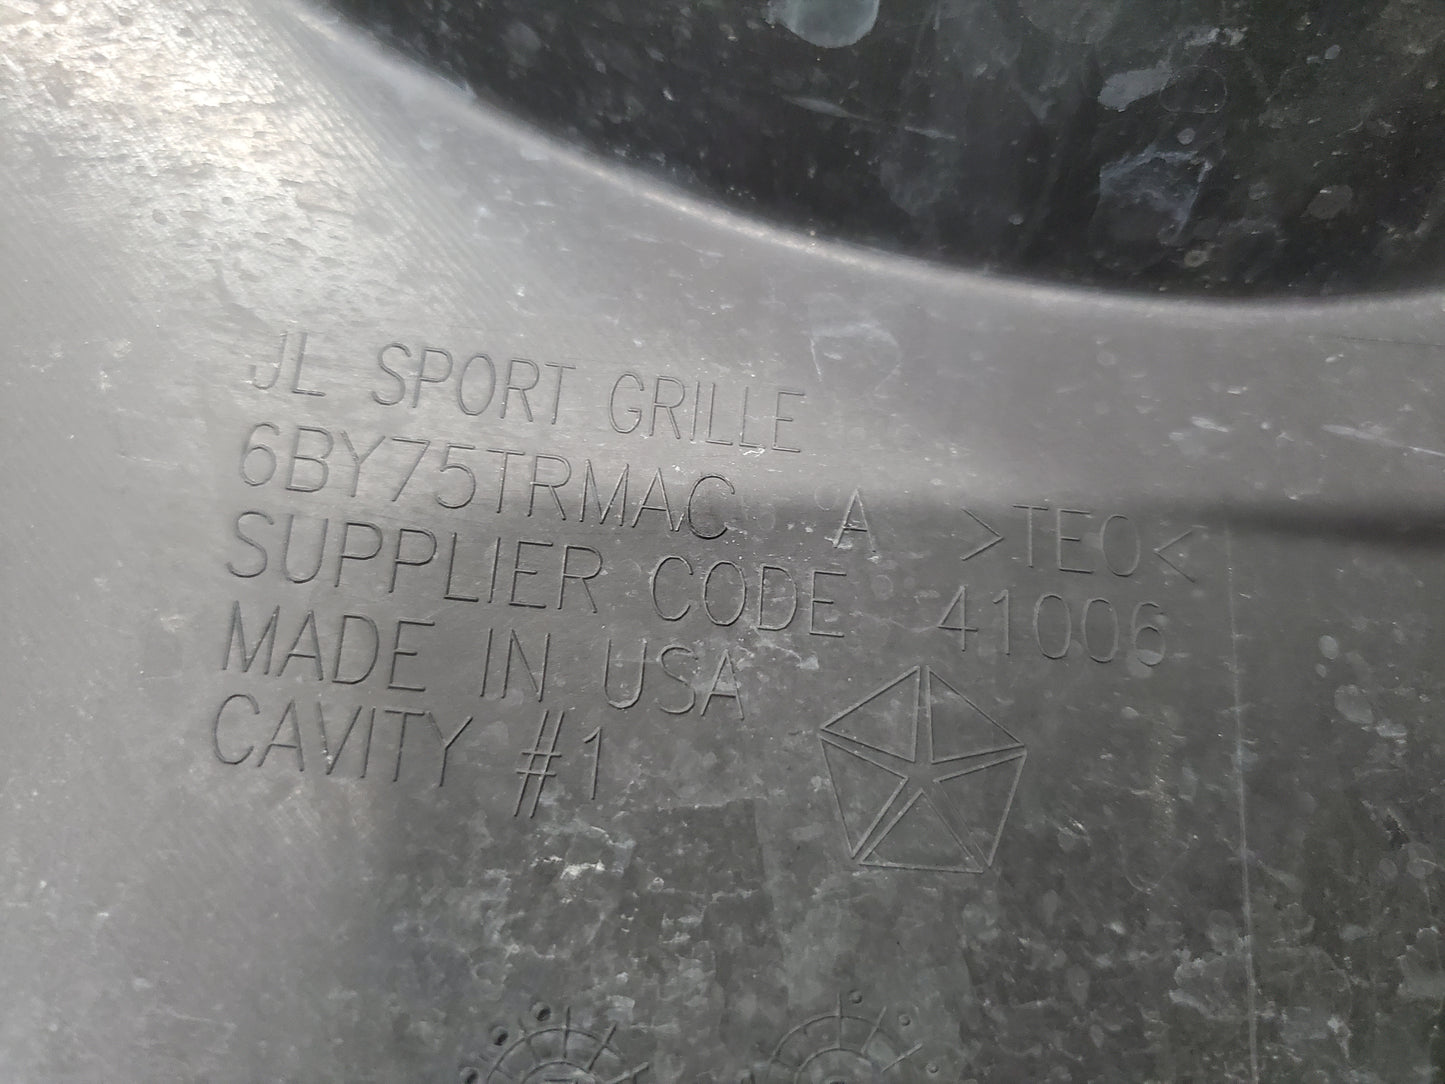 JL SPORT GRILLE
6BY75TRMAC A >TEO<
SUPPLIER CODE 41006
MADE IN USA
CAVITY #1